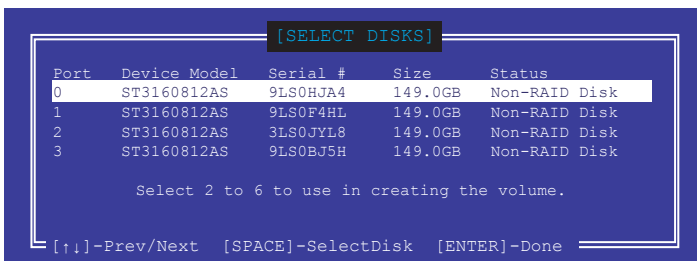 [SELECT DISKS]
Port Device Model Serial # Size Status
0 ST3160812AS 9LS0HJA4 149.0GB Non-RAID Disk
1 ST3160812AS 9LS0F4HL 149.0GB Non-RAID Disk
2 ST3160812AS 3LS0JYL8 149.0GB Non-RAID Disk
3 ST3160812AS 9LS0BJ5H 149.0GB Non-RAID Disk
Select 2 to 6 to use in creating the volume.
[↑↓]-Prev/Next [SPACE]-SelectDisk [ENTER]-Done